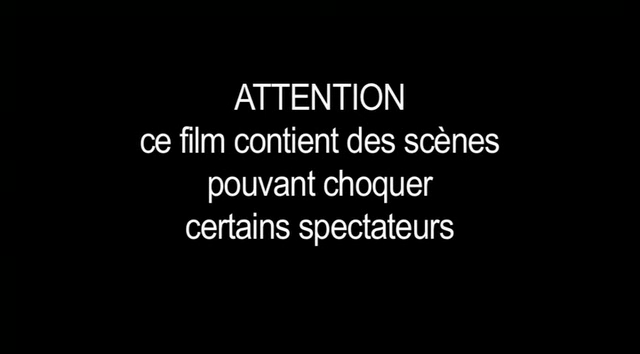 ATTENTION
ce film contient des scènes
pouvant choquer
certains spectateurs